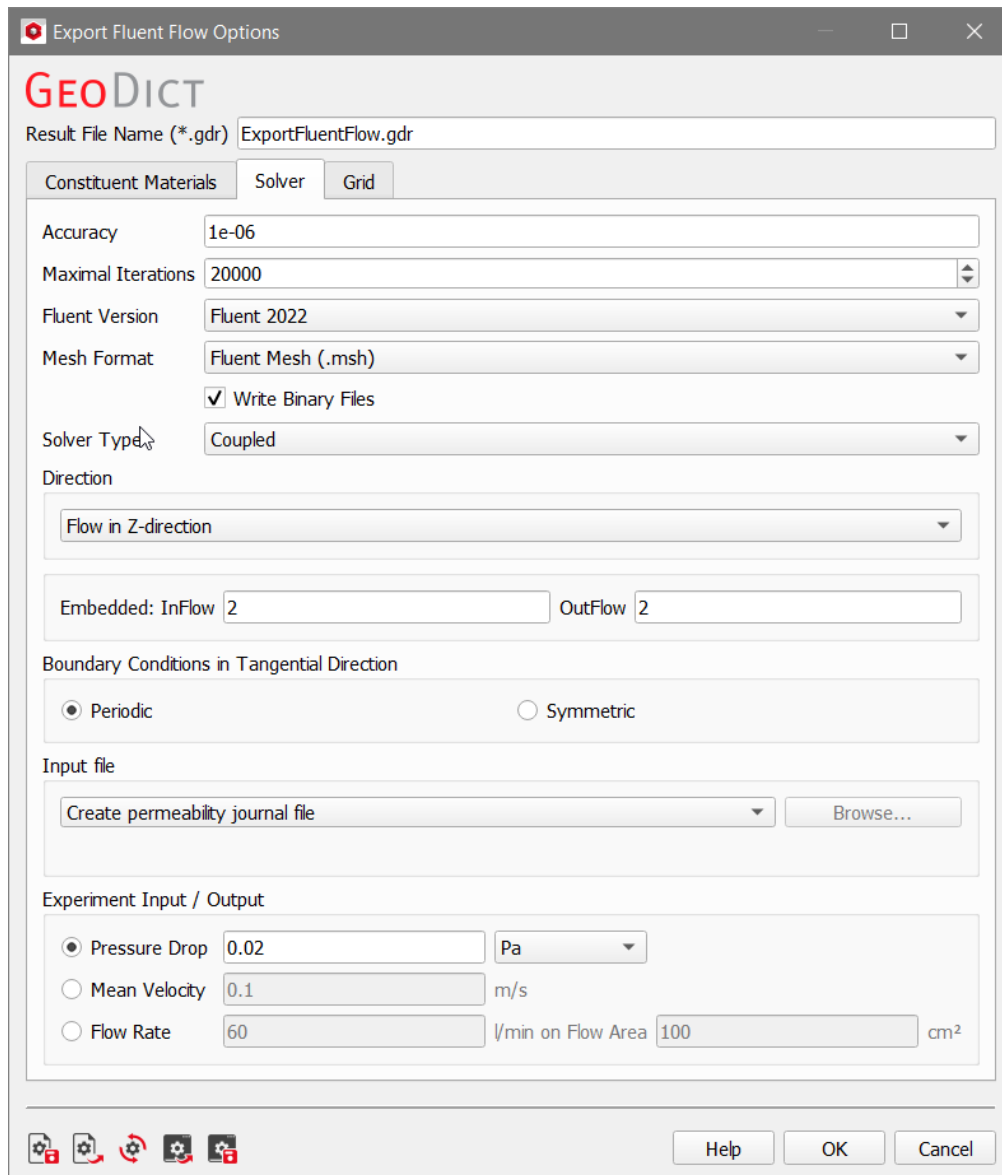 Export Fluent Flow Options
GEODICT
Result File Name (*.gdr) ExportFluentFlow.gdr
Constituent Materials Solver Grid
Accuracy 1e-06
Maximal Iterations 20000
Fluent Version Fluent 2022
Mesh Format Fluent Mesh (.msh)
Write Binary Files
Solver Type Coupled
Direction
Flow in Z-direction
Embedded: InFlow 2 OutFlow 2
Boundary Conditions in Tangential Direction
Periodic Symmetric
Input file
Create permeability journal file Browse...
Experiment Input / Output
Pressure Drop 0.02 Pa
Mean Velocity 0.1 m/s
Flow Rate 60 l/min on Flow Area 100 cm²
Help OK Cancel